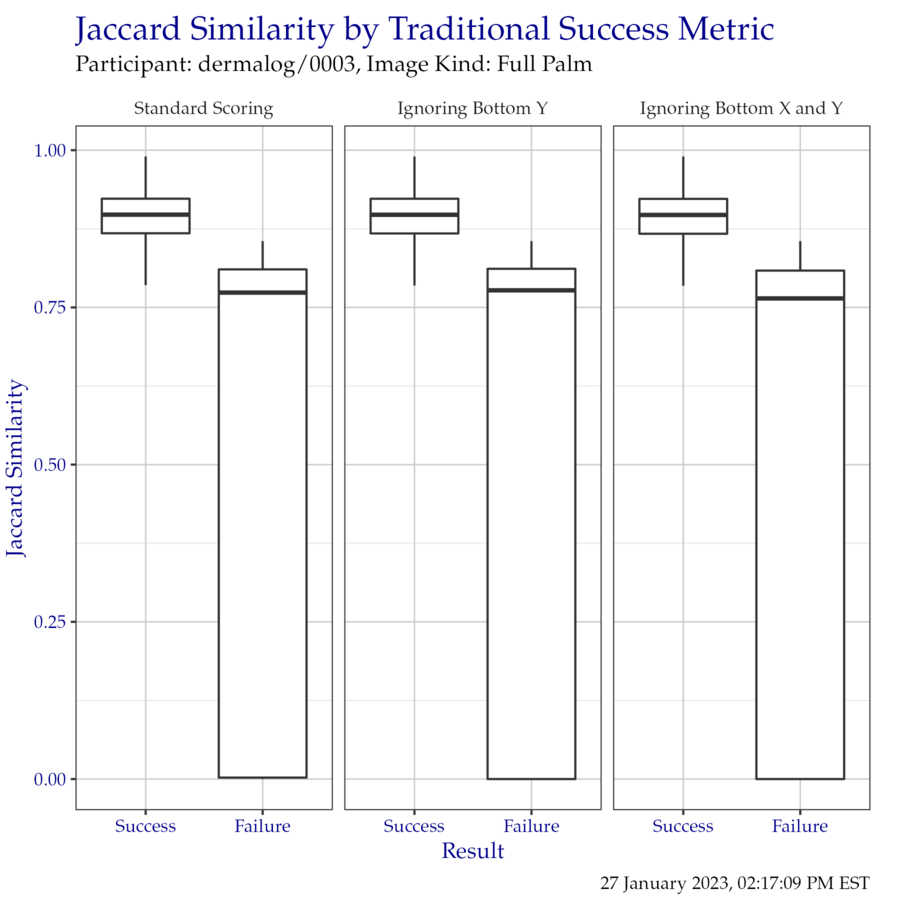 Jaccard Similarity by Traditional Success Metric
Participant: dermalog/0003, Image Kind: Full Palm
Standard Scoring
Ignoring Bottom Y
Ignoring Bottom X and Y
1.00
0.75
0.50
0.25
0.00
Jaccard Similarity
Success Failure Success Failure Success Failure
Result
27 January 2023, 02:17:09 PM EST